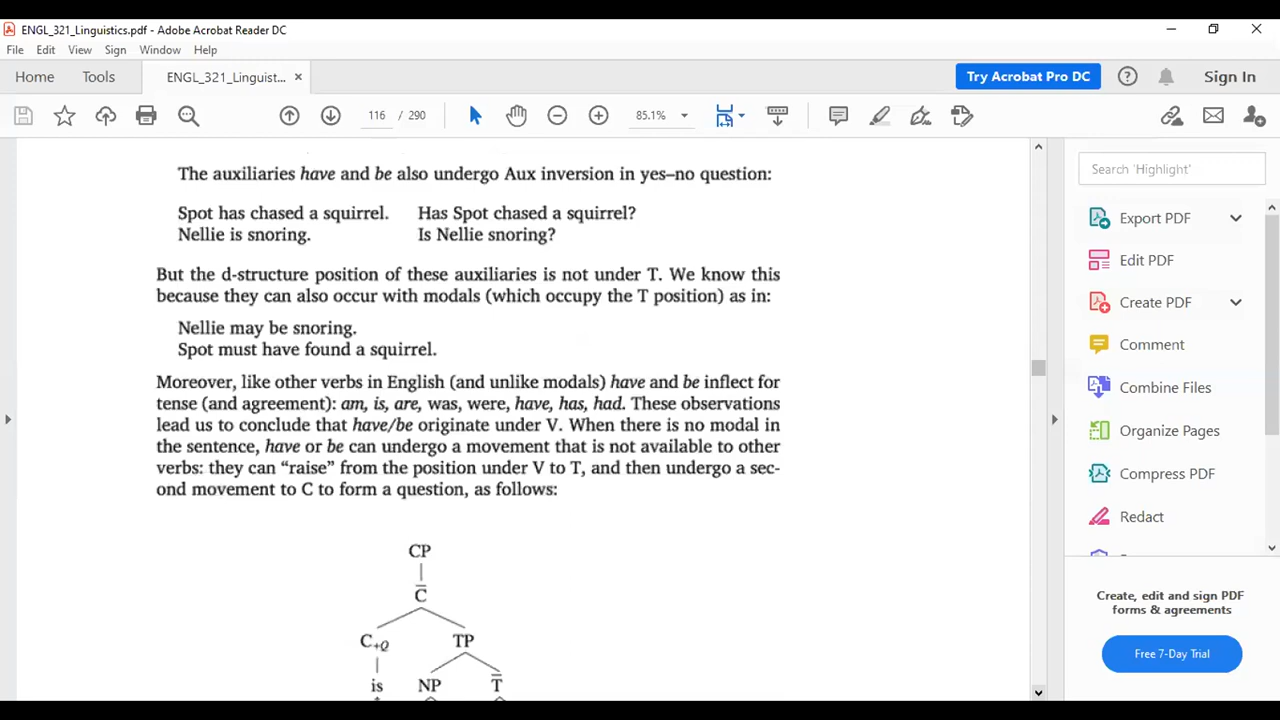 ENGL_321_Linguistics.pdf - Adobe Acrobat Reader DC
File Edit View Sign Window Help
Home Tools ENGL_321_Linguist... × Try Acrobat Pro DC Sign In
116 / 290 85.1%
The auxiliaries have and be also undergo Aux inversion in yes–no question:
Spot has chased a squirrel. Has Spot chased a squirrel?
Nellie is snoring. Is Nellie snoring?
But the d-structure position of these auxiliaries is not under T. We know this
because they can also occur with modals (which occupy the T position) as in:
Nellie may be snoring.
Spot must have found a squirrel.
Moreover, like other verbs in English (and unlike modals) have and be inflect for
tense (and agreement): am, is, are, was, were, have, has, had. These observations
lead us to conclude that have/be originate under V. When there is no modal in
the sentence, have or be can undergo a movement that is not available to other
verbs: they can “raise” from the position under V to T, and then undergo a sec-
ond movement to C to form a question, as follows:
CP
C̅
C+Q TP
is NP T̅
Search 'Highlight'
Export PDF
Edit PDF
Create PDF
Comment
Combine Files
Organize Pages
Compress PDF
Redact
Create, edit and sign PDF
forms & agreements
Free 7-Day Trial